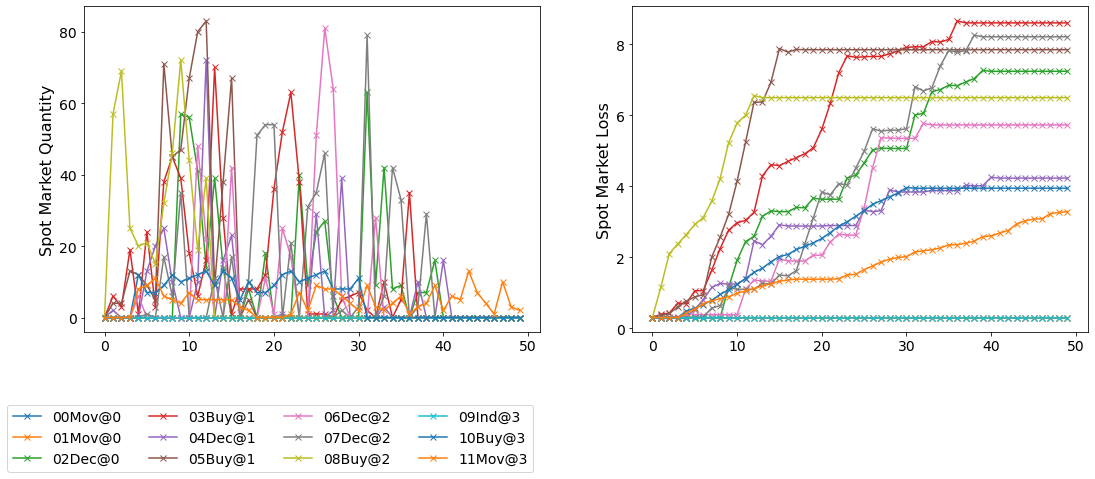 Spot Market Quantity
80
60
40
20
0
0 10 20 30 40 50
Spot Market Loss
8
6
4
2
0
0 10 20 30 40 50
00Mov@0 03Buy@1 06Dec@2 09Ind@3
01Mov@0 04Dec@1 07Dec@2 10Buy@3
02Dec@0 05Buy@1 08Buy@2 11Mov@3